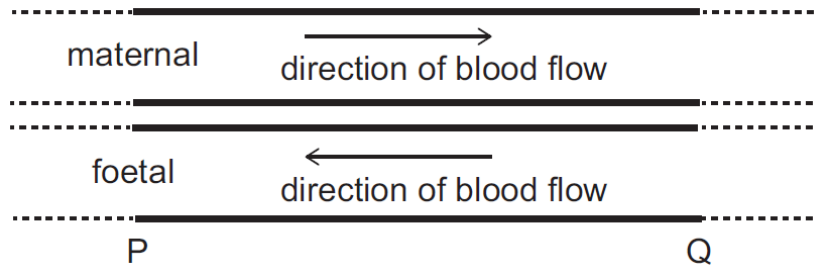 maternal
direction of blood flow
foetal
direction of blood flow
P Q